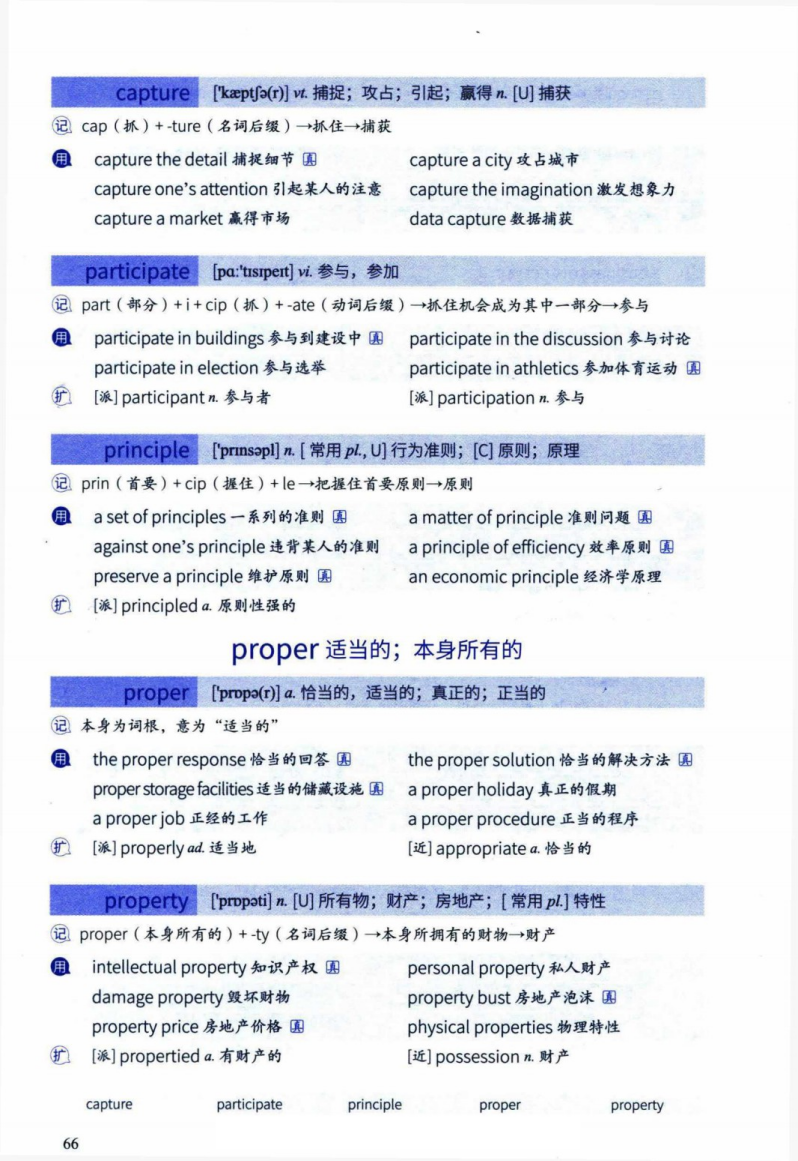 capture ['kæptʃə(r)] vt. 捕捉；攻占；引起；赢得 n. [U] 捕获
记 cap（抓）+ -ture（名词后缀）→抓住→捕获
用 capture the detail 捕捉细节 真 capture a city 攻占城市
capture one's attention 引起某人的注意 capture the imagination 激发想象力
capture a market 赢得市场 data capture 数据捕获
participate [pɑː'tɪsɪpeɪt] vi. 参与，参加
记 part（部分）+ i + cip（抓）+ -ate（动词后缀）→抓住机会成为其中一部分→参与
用 participate in buildings 参与到建设中 真 participate in the discussion 参与讨论
participate in election 参与选举 participate in athletics 参加体育运动 真
扩 [派] participant n. 参与者 [派] participation n. 参与
principle ['prɪnsəpl] n. [ 常用 pl., U] 行为准则；[C] 原则；原理
记 prin（首要）+ cip（握住）+ le →把握住首要原则→原则
用 a set of principles 一系列的准则 真 a matter of principle 准则问题 真
against one's principle 违背某人的准则 a principle of efficiency 效率原则 真
preserve a principle 维护原则 真 an economic principle 经济学原理
扩 [派] principled a. 原则性强的
proper 适当的；本身所有的
proper ['prɒpə(r)] a. 恰当的，适当的；真正的；正当的
记 本身为词根，意为“适当的”
用 the proper response 恰当的回答 真 the proper solution 恰当的解决方法 真
proper storage facilities 适当的储藏设施 真 a proper holiday 真正的假期
a proper job 正经的工作 a proper procedure 正当的程序
扩 [派] properly ad. 适当地 [近] appropriate a. 恰当的
property ['prɒpəti] n. [U] 所有物；财产；房地产；[ 常用 pl.] 特性
记 proper（本身所有的）+ -ty（名词后缀）→本身所拥有的财物→财产
用 intellectual property 知识产权 真 personal property 私人财产
damage property 毁坏财物 property bust 房地产泡沫 真
property price 房地产价格 真 physical properties 物理特性
扩 [派] propertied a. 有财产的 [近] possession n. 财产
capture participate principle proper property
66